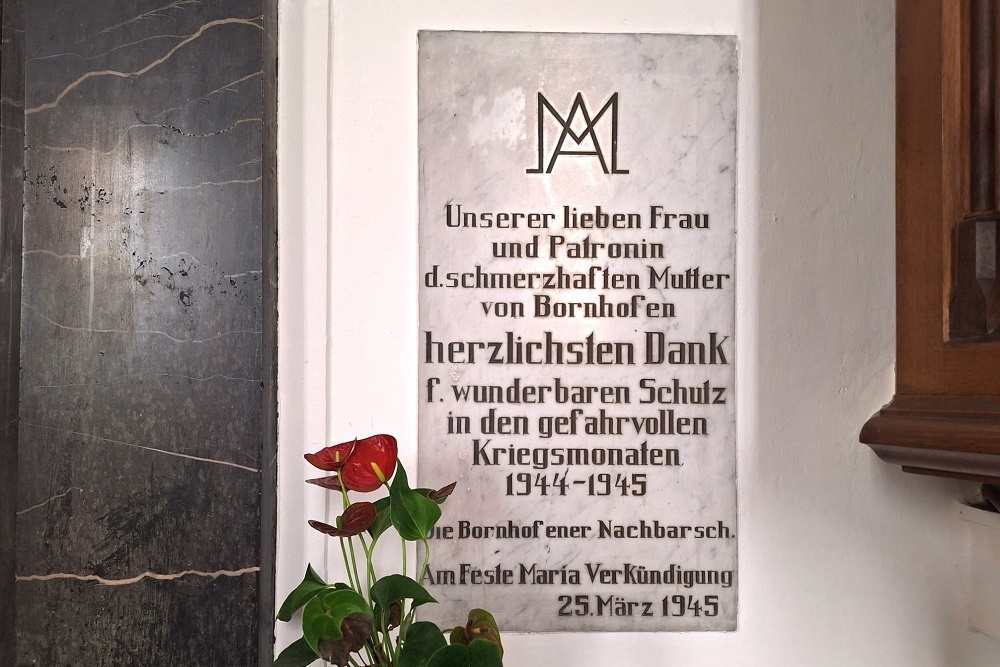 Unserer lieben Frau
und Patronin
d. schmerzhaften Mutter
von Bornhofen
herzlichsten Dank
f. wunderbaren Schutz
in den gefahrvollen
Kriegsmonaten
1944-1945
Die Bornhofener Nachbarsch.
Am Feste Maria Verkündigung
25. März 1945